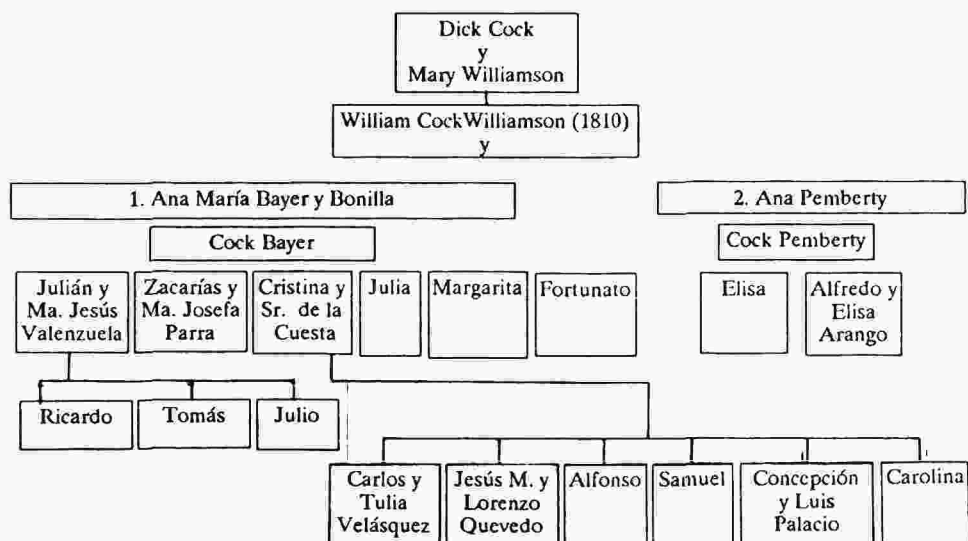 Dick Cock
y
Mary Williamson
William CockWilliamson (1810)
y
1. Ana María Bayer y Bonilla
2. Ana Pemberty
Cock Bayer
Cock Pemberty
Julián y
Ma. Jesús
Valenzuela
Zacarías y
Ma. Josefa
Parra
Cristina y
Sr. de la
Cuesta
Julia
Margarita
Fortunato
Elisa
Alfredo y
Elisa
Arango
Ricardo
Tomás
Julio
Carlos y
Tulia
Velásquez
Jesús M. y
Lorenzo
Quevedo
Alfonso
Samuel
Concepción
y Luis
Palacio
Carolina